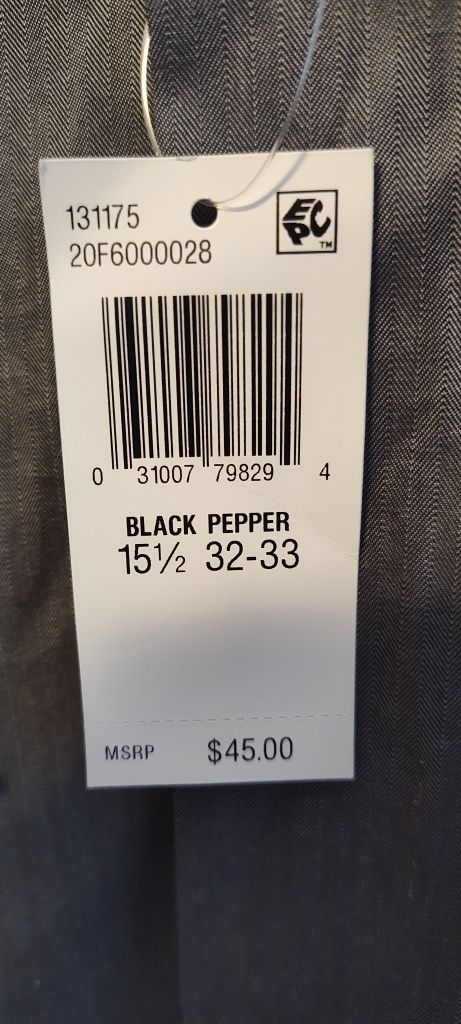 131175
20F6000028
EPC
TM
0 31007 79829 4
BLACK PEPPER
15½ 32-33
MSRP $45.00